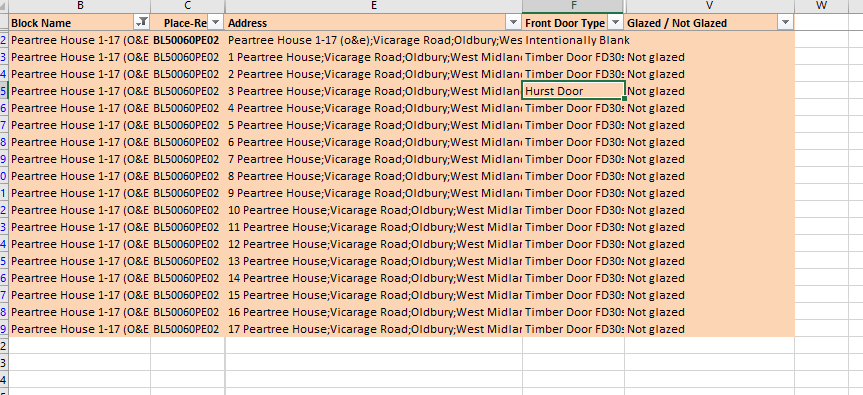 B C E F V W
Block Name Place-Re Address Front Door Type Glazed / Not Glazed
2 Peartree House 1-17 (O&E BL50060PE02 Peartree House 1-17 (o&e);Vicarage Road;Oldbury;Wes Intentionally Blank
3 Peartree House 1-17 (O&E BL50060PE02 1 Peartree House;Vicarage Road;Oldbury;West Midlan Timber Door FD30s Not glazed
4 Peartree House 1-17 (O&E BL50060PE02 2 Peartree House;Vicarage Road;Oldbury;West Midlan Timber Door FD30s Not glazed
5 Peartree House 1-17 (O&E BL50060PE02 3 Peartree House;Vicarage Road;Oldbury;West Midlan Hurst Door Not glazed
6 Peartree House 1-17 (O&E BL50060PE02 4 Peartree House;Vicarage Road;Oldbury;West Midlan Timber Door FD30s Not glazed
7 Peartree House 1-17 (O&E BL50060PE02 5 Peartree House;Vicarage Road;Oldbury;West Midlan Timber Door FD30s Not glazed
8 Peartree House 1-17 (O&E BL50060PE02 6 Peartree House;Vicarage Road;Oldbury;West Midlan Timber Door FD30s Not glazed
9 Peartree House 1-17 (O&E BL50060PE02 7 Peartree House;Vicarage Road;Oldbury;West Midlan Timber Door FD30s Not glazed
0 Peartree House 1-17 (O&E BL50060PE02 8 Peartree House;Vicarage Road;Oldbury;West Midlan Timber Door FD30s Not glazed
1 Peartree House 1-17 (O&E BL50060PE02 9 Peartree House;Vicarage Road;Oldbury;West Midlan Timber Door FD30s Not glazed
2 Peartree House 1-17 (O&E BL50060PE02 10 Peartree House;Vicarage Road;Oldbury;West Midlar Timber Door FD30s Not glazed
3 Peartree House 1-17 (O&E BL50060PE02 11 Peartree House;Vicarage Road;Oldbury;West Midlar Timber Door FD30s Not glazed
4 Peartree House 1-17 (O&E BL50060PE02 12 Peartree House;Vicarage Road;Oldbury;West Midlar Timber Door FD30s Not glazed
5 Peartree House 1-17 (O&E BL50060PE02 13 Peartree House;Vicarage Road;Oldbury;West Midlar Timber Door FD30s Not glazed
6 Peartree House 1-17 (O&E BL50060PE02 14 Peartree House;Vicarage Road;Oldbury;West Midlar Timber Door FD30s Not glazed
7 Peartree House 1-17 (O&E BL50060PE02 15 Peartree House;Vicarage Road;Oldbury;West Midlar Timber Door FD30s Not glazed
8 Peartree House 1-17 (O&E BL50060PE02 16 Peartree House;Vicarage Road;Oldbury;West Midlar Timber Door FD30s Not glazed
9 Peartree House 1-17 (O&E BL50060PE02 17 Peartree House;Vicarage Road;Oldbury;West Midlar Timber Door FD30s Not glazed
2
3
4